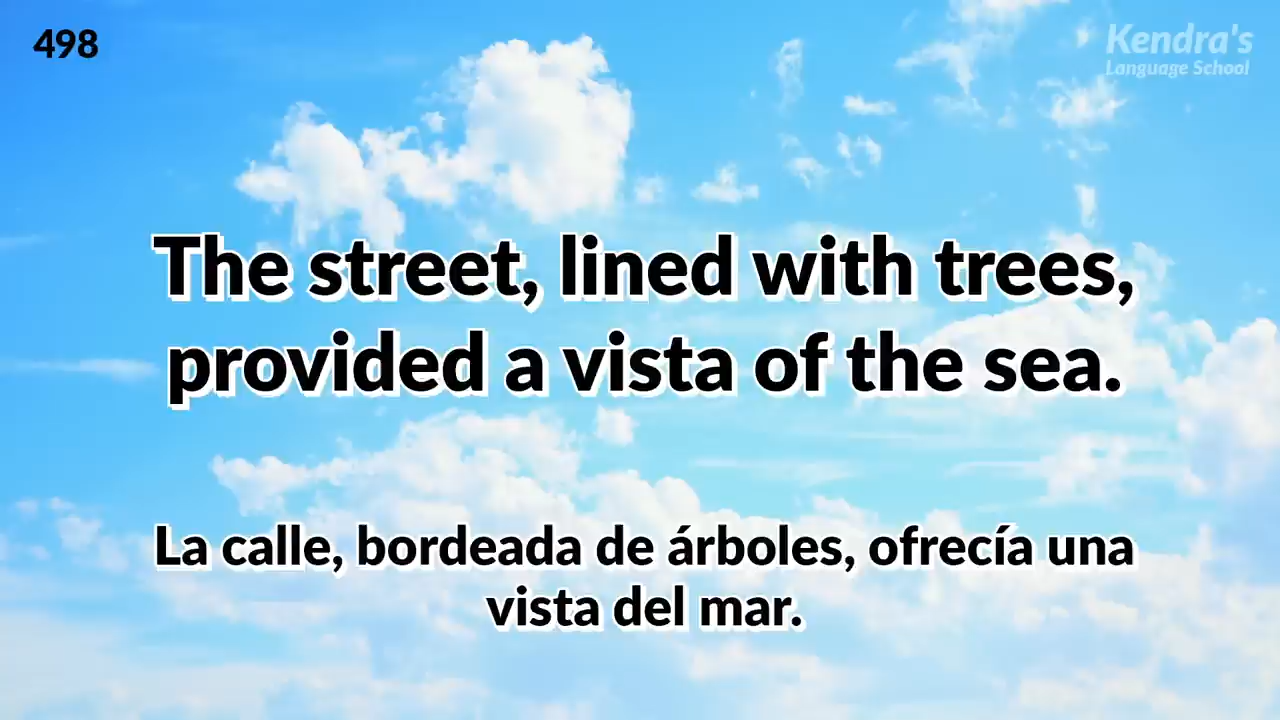 498
Kendra's
Language School
The street, lined with trees,
provided a vista of the sea.
La calle, bordeada de árboles, ofrecía una
vista del mar.